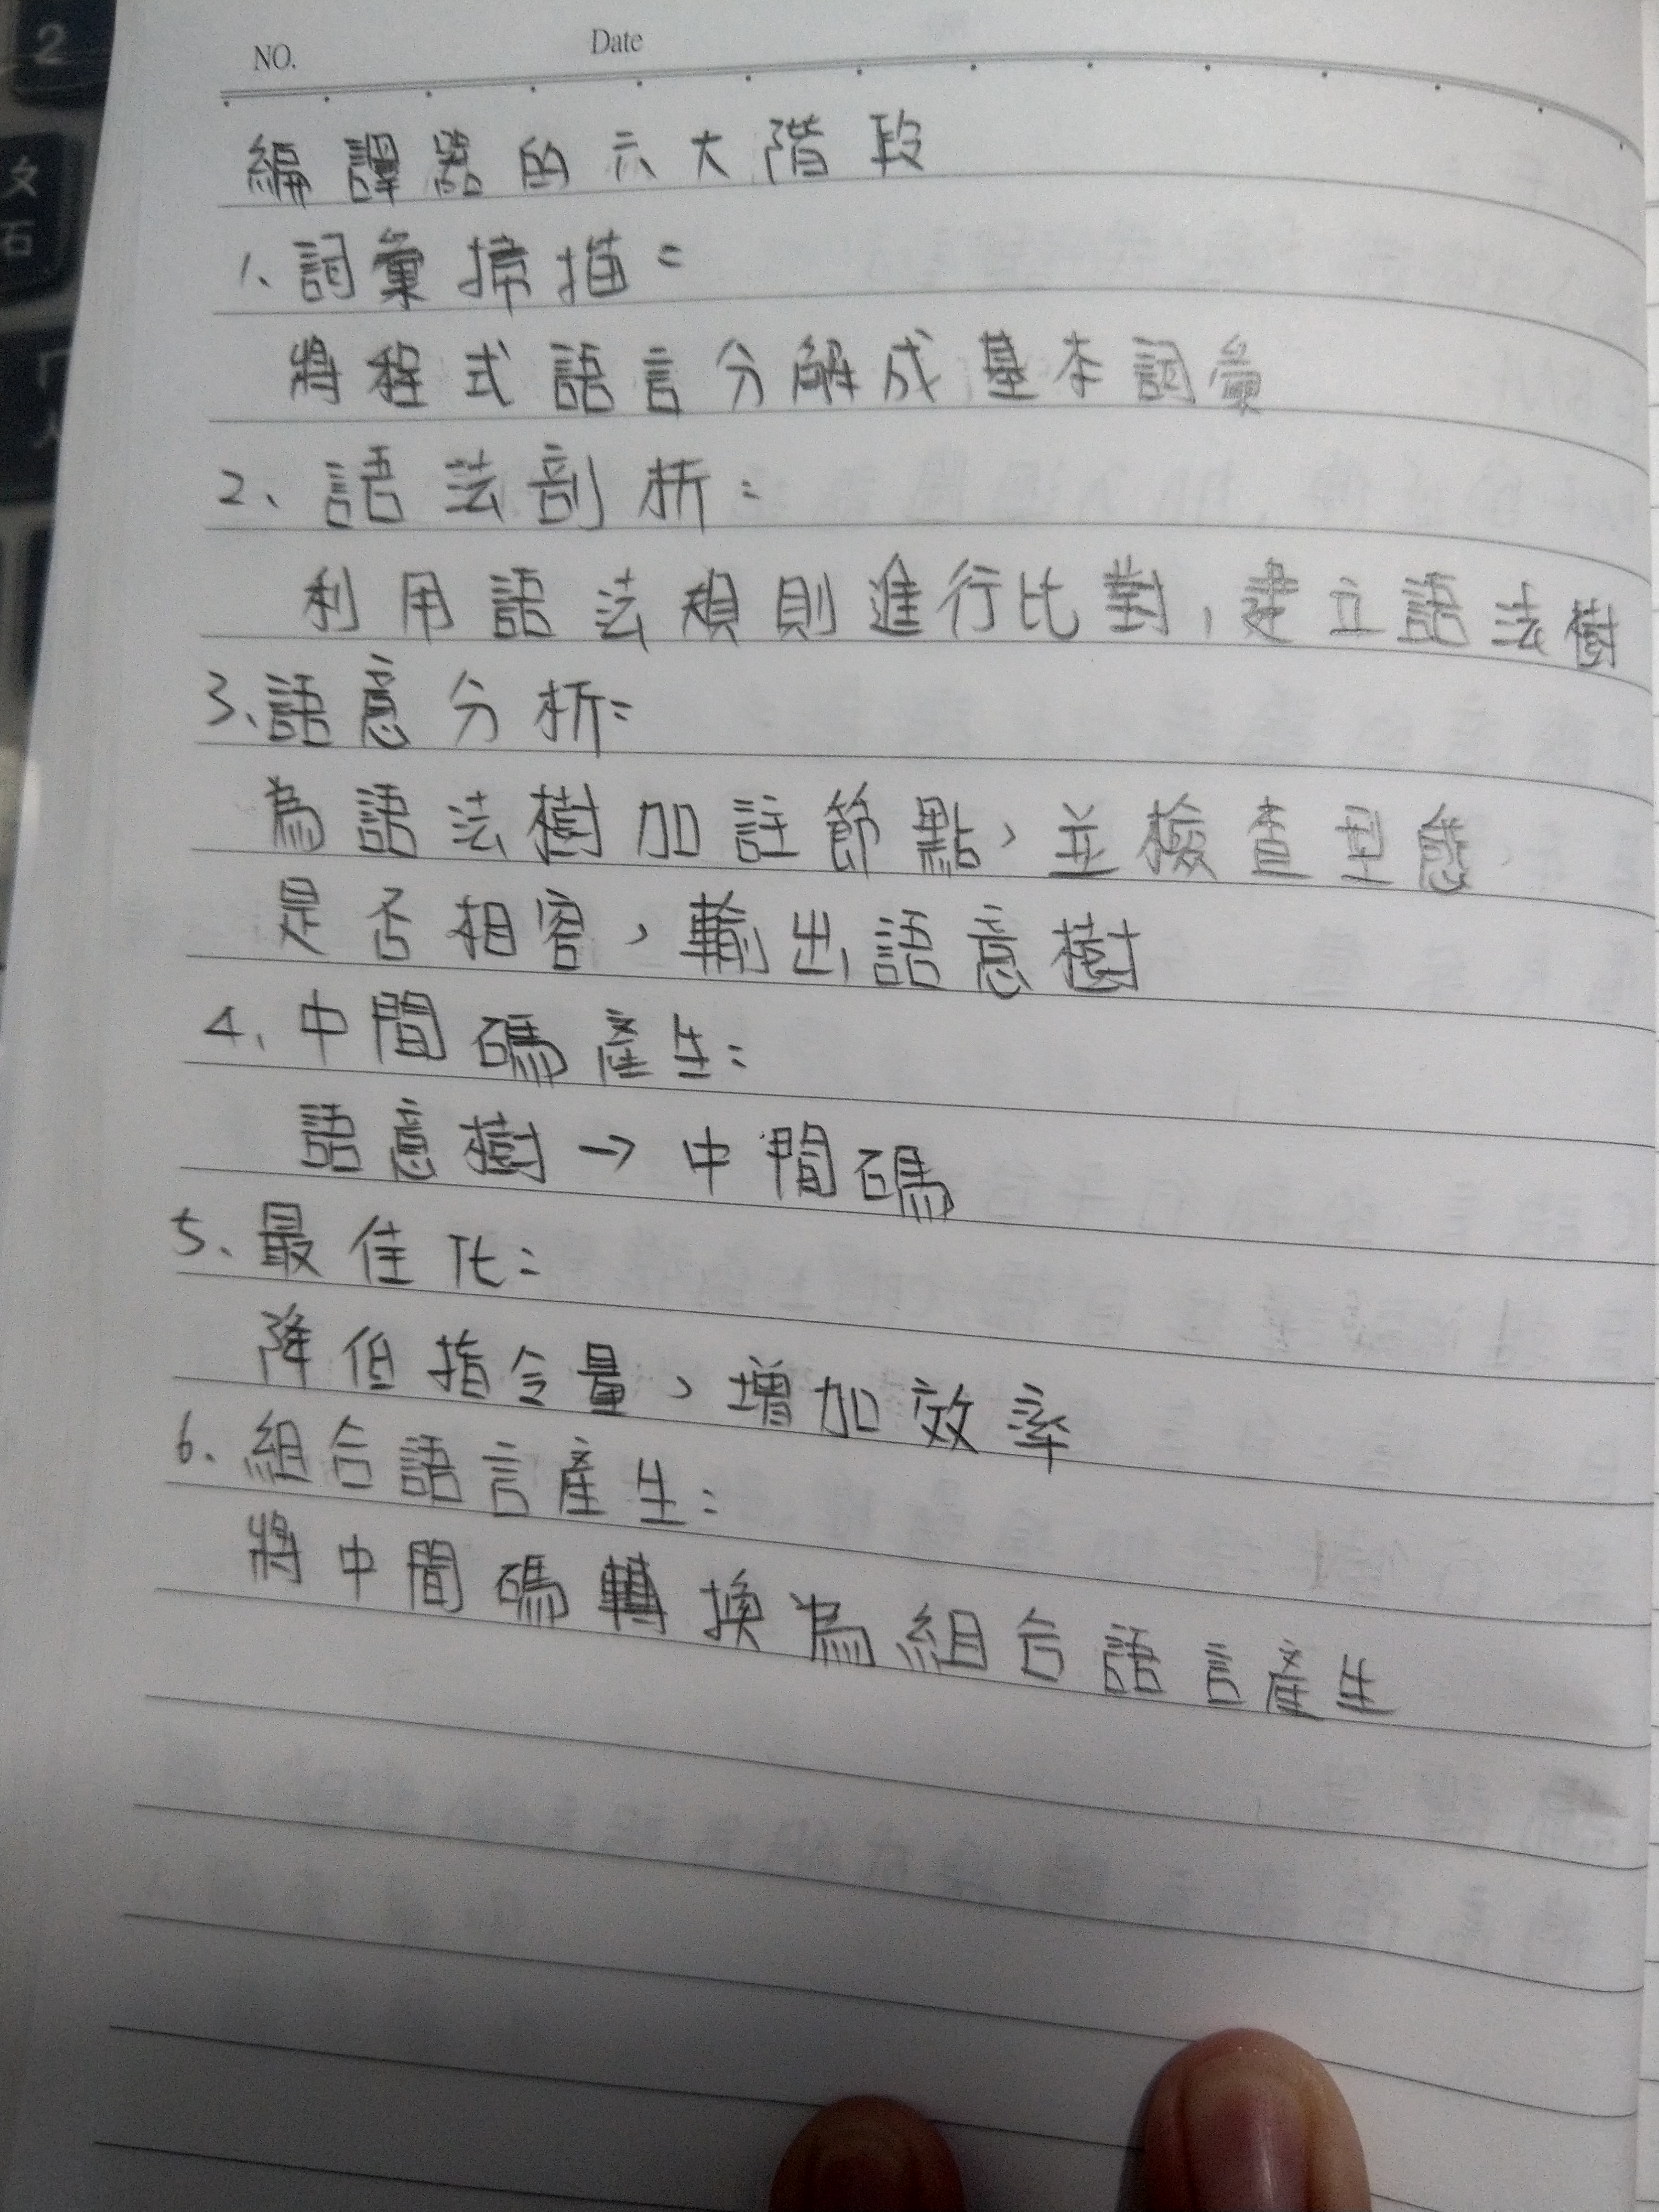 NO.
Date
編譯器的六大階段
1、詞彙掃描:
將程式語言分解成基本詞彙
2、語法剖析:
利用語法規則進行比對,建立語法樹
3、語意分析:
為語法樹加註節點,並檢查型態
是否相容,輸出語意樹
4、中間碼產生:
語意樹→中間碼
5、最佳化:
降低指令量,增加效率
6、組合語言產生:
將中間碼轉換為組合語言產生
2
ㄆ
石